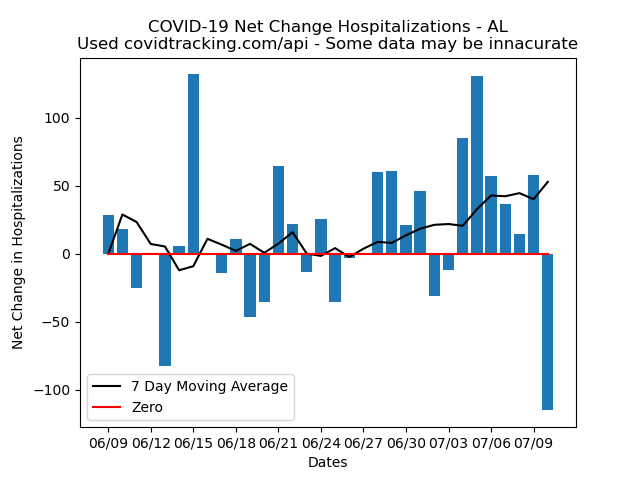 COVID-19 Net Change Hospitalizations - AL
Used covidtracking.com/api - Some data may be innacurate
Net Change in Hospitalizations
100
50
0
−50
−100
7 Day Moving Average
Zero
06/09 06/12 06/15 06/18 06/21 06/24 06/27 06/30 07/03 07/06 07/09
Dates